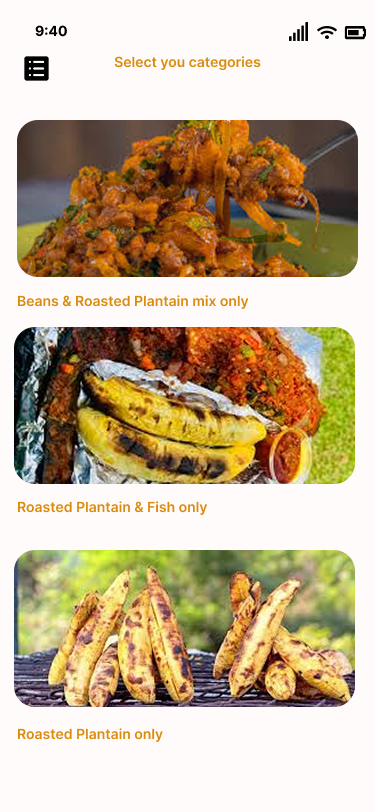 9:40
Select you categories
Beans & Roasted Plantain mix only
Roasted Plantain & Fish only
Roasted Plantain only